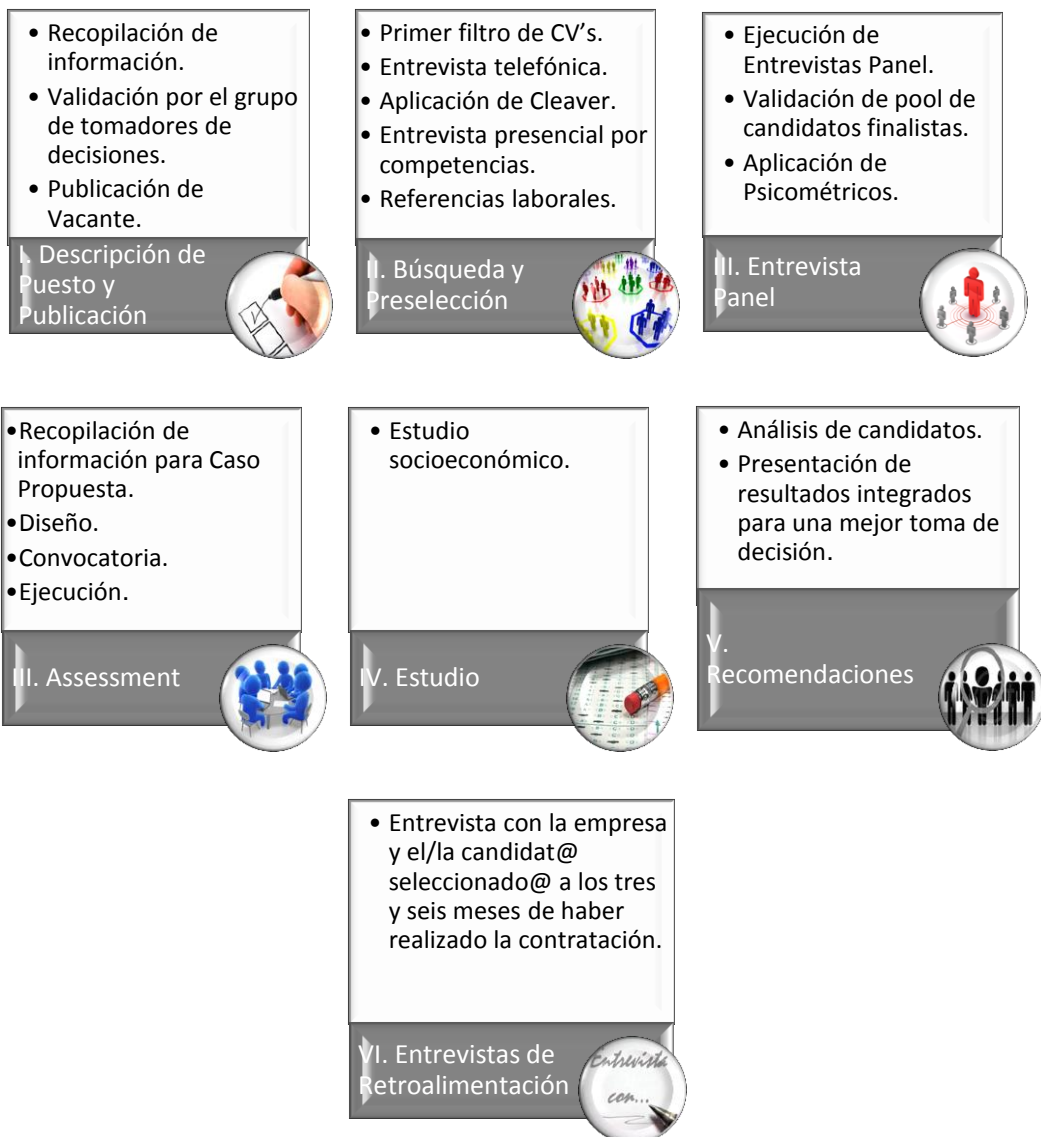 • Recopilación de
información.
• Validación por el grupo
de tomadores de
decisiones.
• Publicación de
Vacante.
I. Descripción de
Puesto y
Publicación
• Primer filtro de CV's.
• Entrevista telefónica.
• Aplicación de Cleaver.
• Entrevista presencial por
competencias.
• Referencias laborales.
II. Búsqueda y
Preselección
• Ejecución de
Entrevistas Panel.
• Validación de pool de
candidatos finalistas.
• Aplicación de
Psicométricos.
III. Entrevista
Panel
•Recopilación de
información para Caso
Propuesta.
•Diseño.
•Convocatoria.
•Ejecución.
III. Assessment
• Estudio
socioeconómico.
IV. Estudio
• Análisis de candidatos.
• Presentación de
resultados integrados
para una mejor toma de
decisión.
V.
Recomendaciones
• Entrevista con la empresa
y el/la candidat@
seleccionado@ a los tres
y seis meses de haber
realizado la contratación.
VI. Entrevistas de
Retroalimentación
Entrevista
con...